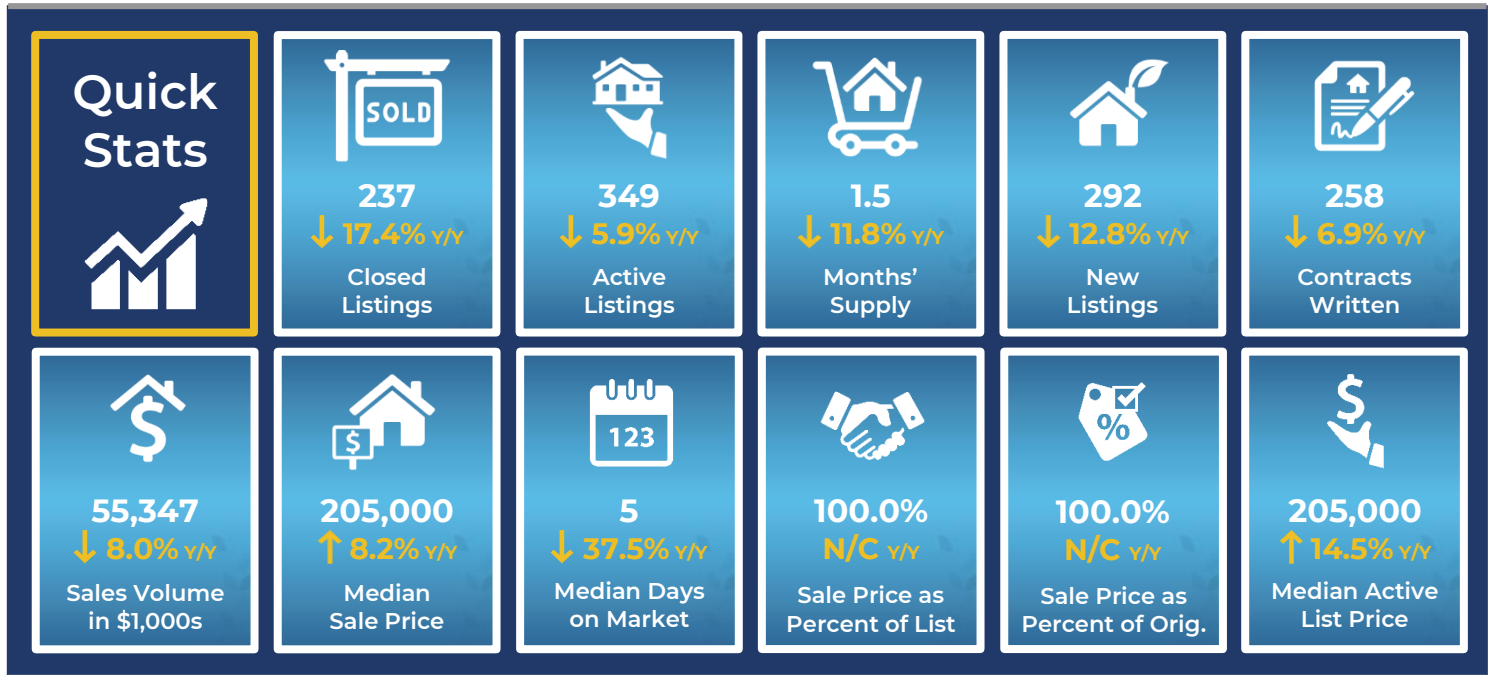 Quick
Stats
SOLD
237
↓ 17.4% Y/Y
Closed
Listings
349
↓ 5.9% Y/Y
Active
Listings
1.5
↓ 11.8% Y/Y
Months’
Supply
292
↓ 12.8% Y/Y
New
Listings
258
↓ 6.9% Y/Y
Contracts
Written
$
55,347
↓ 8.0% Y/Y
Sales Volume
in $1,000s
$
205,000
↑ 8.2% Y/Y
Median
Sale Price
123
5
↓ 37.5% Y/Y
Median Days
on Market
100.0%
N/C Y/Y
Sale Price as
Percent of List
%
100.0%
N/C Y/Y
Sale Price as
Percent of Orig.
$
205,000
↑ 14.5% Y/Y
Median Active
List Price